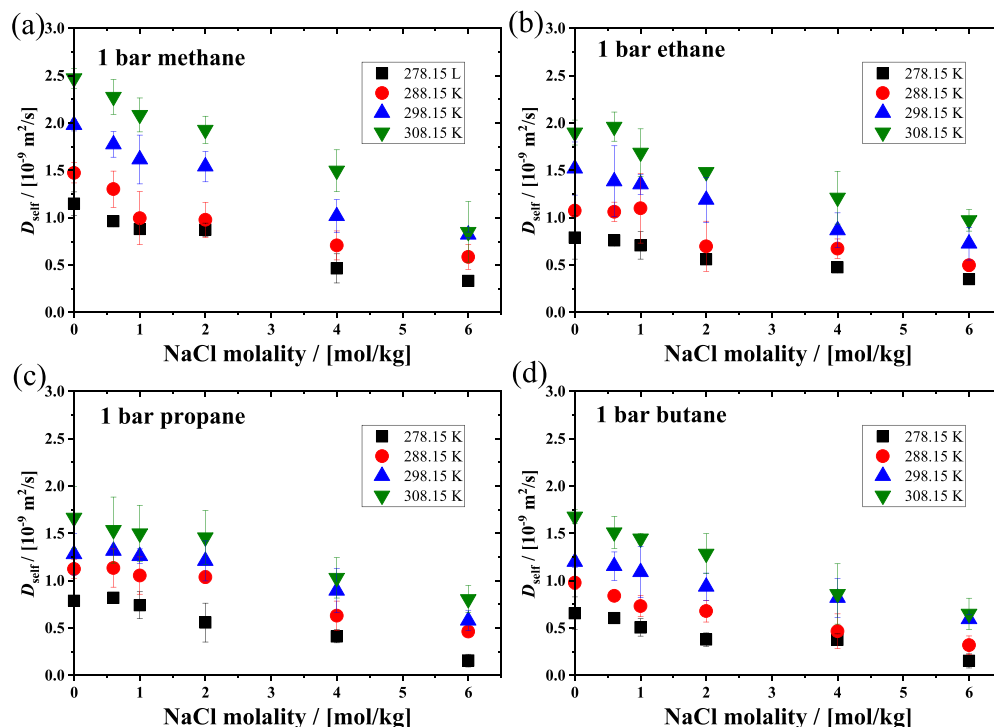 (a)
1 bar methane
278.15 L
288.15 K
298.15 K
308.15 K
3.0
2.5
2.0
1.5
1.0
0.5
0.0
D_self / [10⁻⁹ m²/s]
0 1 2 3 4 5 6
NaCl molality / [mol/kg]
(b)
1 bar ethane
278.15 K
288.15 K
298.15 K
308.15 K
3.0
2.5
2.0
1.5
1.0
0.5
0.0
D_self / [10⁻⁹ m²/s]
0 1 2 3 4 5 6
NaCl molality / [mol/kg]
(c)
1 bar propane
278.15 K
288.15 K
298.15 K
308.15 K
3.0
2.5
2.0
1.5
1.0
0.5
0.0
D_self / [10⁻⁹ m²/s]
0 1 2 3 4 5 6
NaCl molality / [mol/kg]
(d)
1 bar butane
278.15 K
288.15 K
298.15 K
308.15 K
3.0
2.5
2.0
1.5
1.0
0.5
0.0
D_self / [10⁻⁹ m²/s]
0 1 2 3 4 5 6
NaCl molality / [mol/kg]